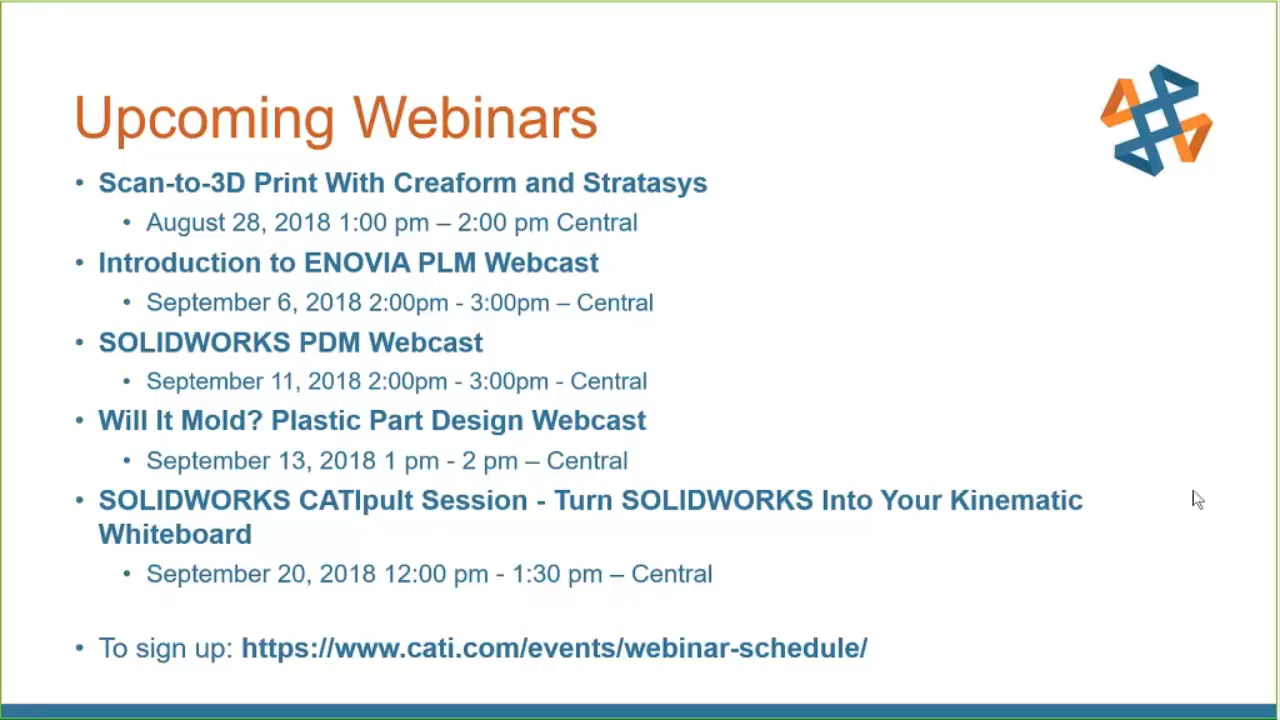 Upcoming Webinars
• Scan-to-3D Print With Creaform and Stratasys
• August 28, 2018 1:00 pm – 2:00 pm Central
• Introduction to ENOVIA PLM Webcast
• September 6, 2018 2:00pm - 3:00pm – Central
• SOLIDWORKS PDM Webcast
• September 11, 2018 2:00pm - 3:00pm - Central
• Will It Mold? Plastic Part Design Webcast
• September 13, 2018 1 pm - 2 pm – Central
• SOLIDWORKS CATIpult Session - Turn SOLIDWORKS Into Your Kinematic
Whiteboard
• September 20, 2018 12:00 pm - 1:30 pm – Central
• To sign up: https://www.cati.com/events/webinar-schedule/